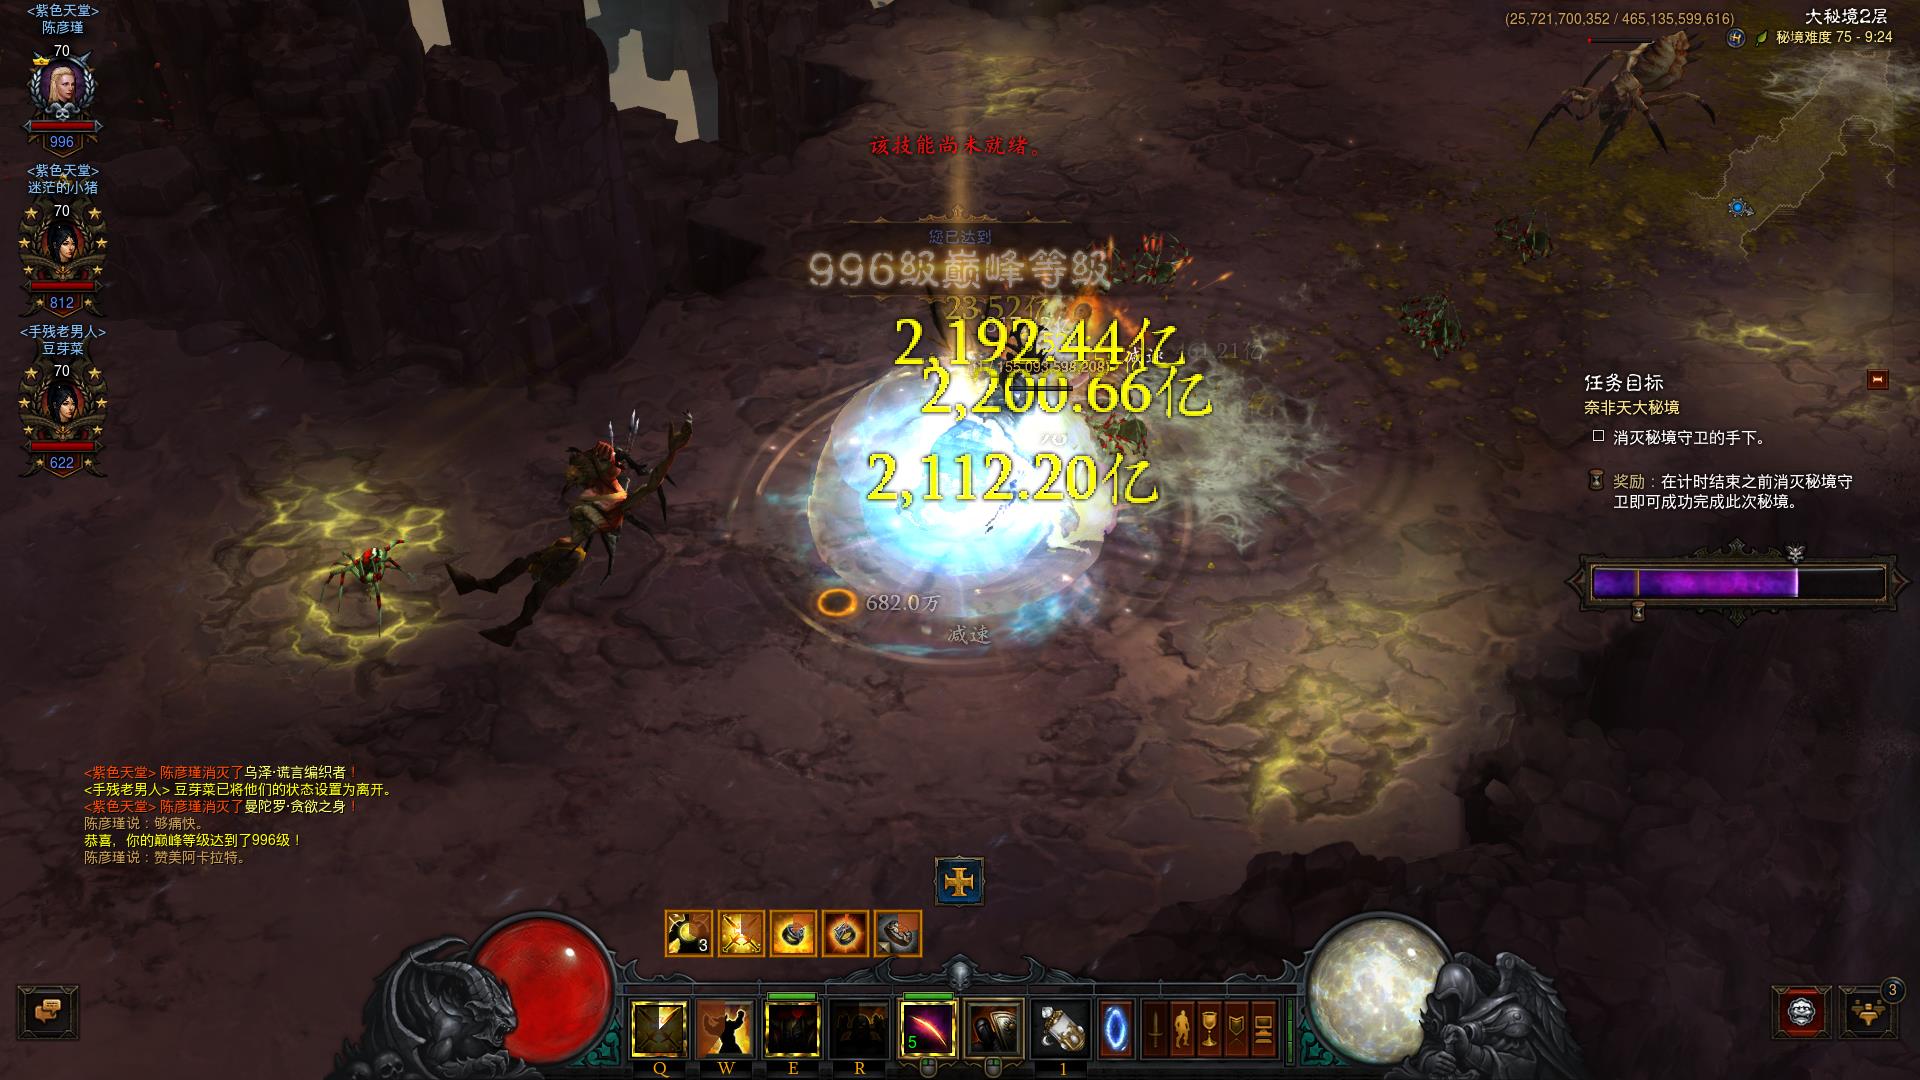 <紫色天堂>
陈彦瑾
70
996
<紫色天堂>
迷茫的小猪
70
812
<手残老男人>
豆芽菜
70
622
(25,721,700,352 / 465,135,599,616)
大秘境2层
秘境难度 75 - 9:24
该技能尚未就绪。
您已达到
996级巅峰等级
23.52亿
2,192.44亿
减速
2,200.66亿
2,112.20亿
682.0万
减速
任务目标
奈非天大秘境
消灭秘境守卫的手下。
奖励：在计时结束之前消灭秘境守
卫即可成功完成此次秘境。
<紫色天堂> 陈彦瑾消灭了乌泽·谎言编织者！
<手残老男人> 豆芽菜已将他们的状态设置为离开。
<紫色天堂> 陈彦瑾消灭了曼陀罗·贪欲之身！
陈彦瑾说：够痛快。
恭喜，你的巅峰等级达到了996级！
陈彦瑾说：赞美阿卡拉特。
3
5
Q W E R 1
3